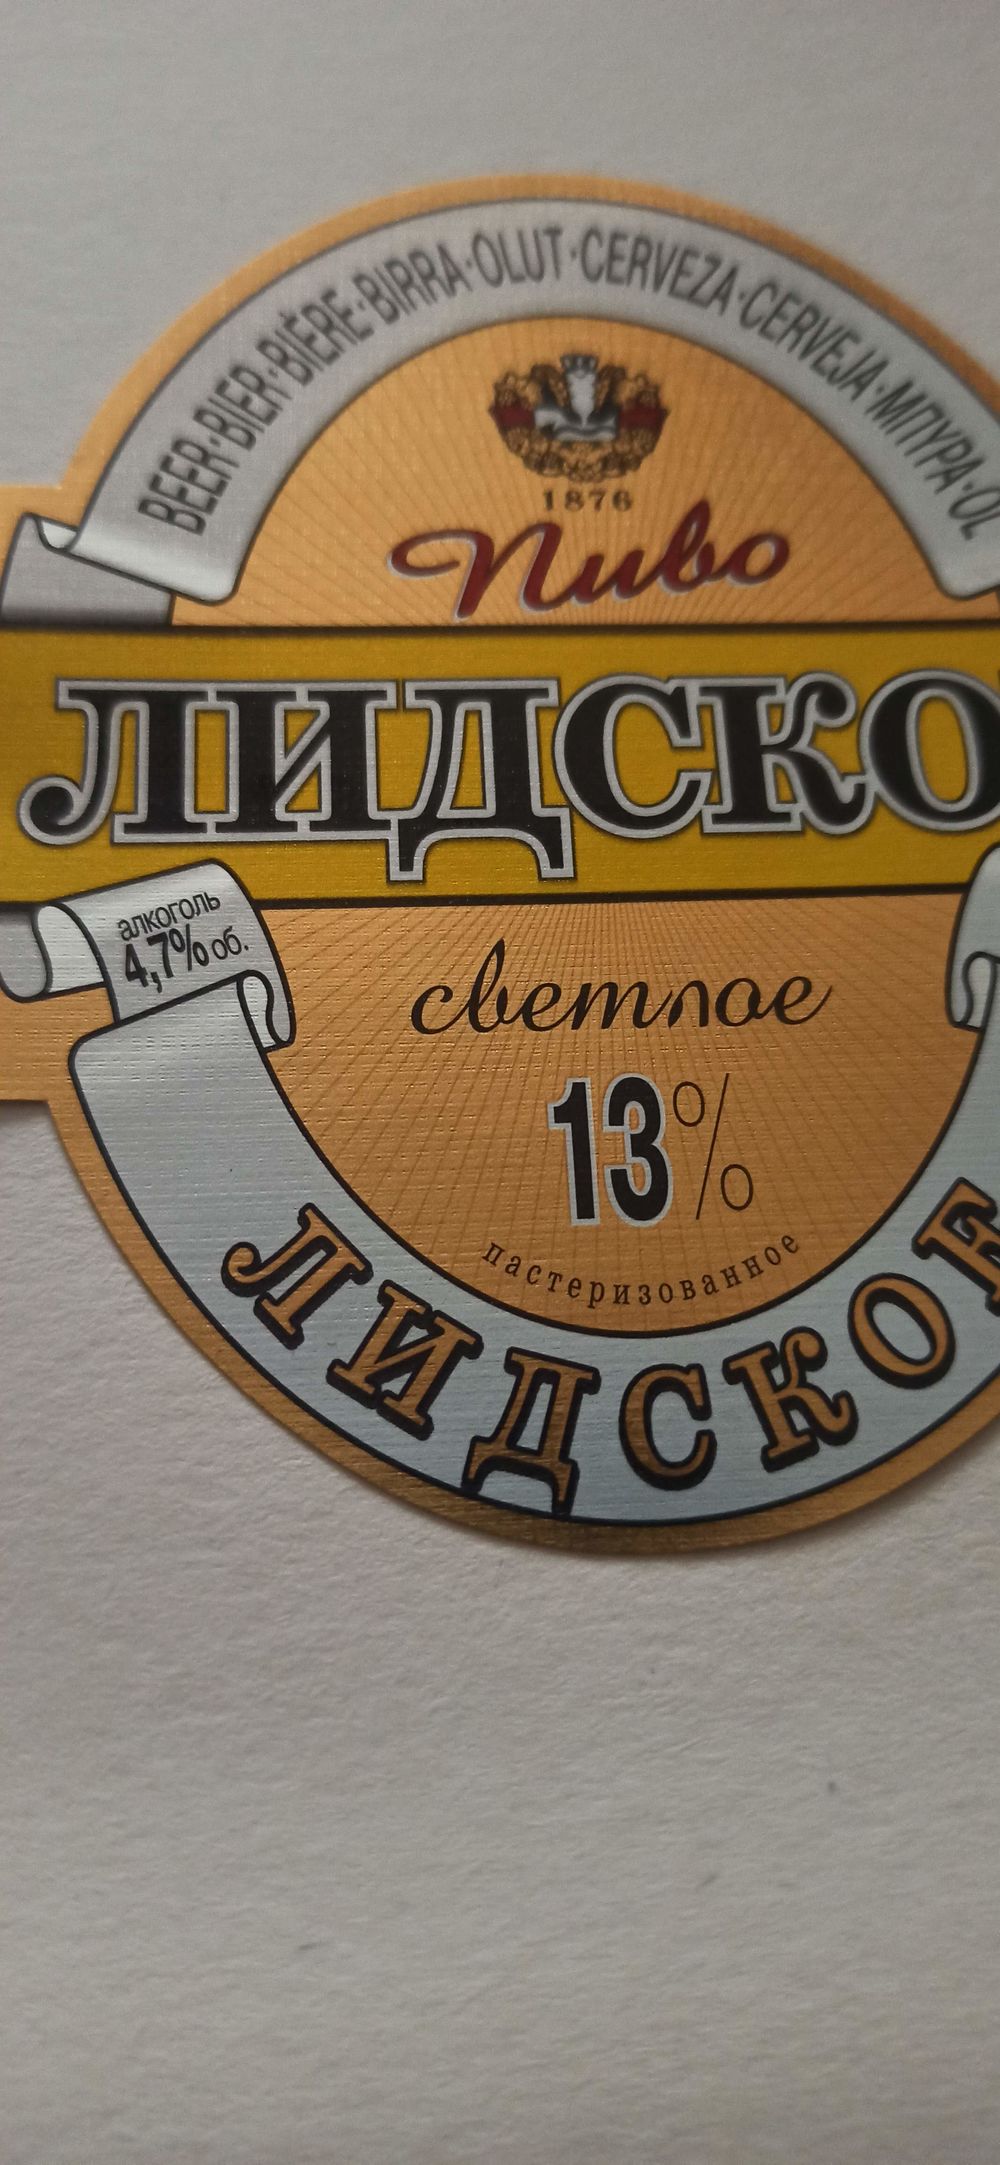 BEER·BIER·BIÈRE·BIRRA·OLUT·CERVEZA·CERVEJA·МПУРА·OL
1876
Пиво
ЛИДСКО
алкоголь
4,7% об.
светлое
13%
пастеризованное
ЛИДСКОЕ